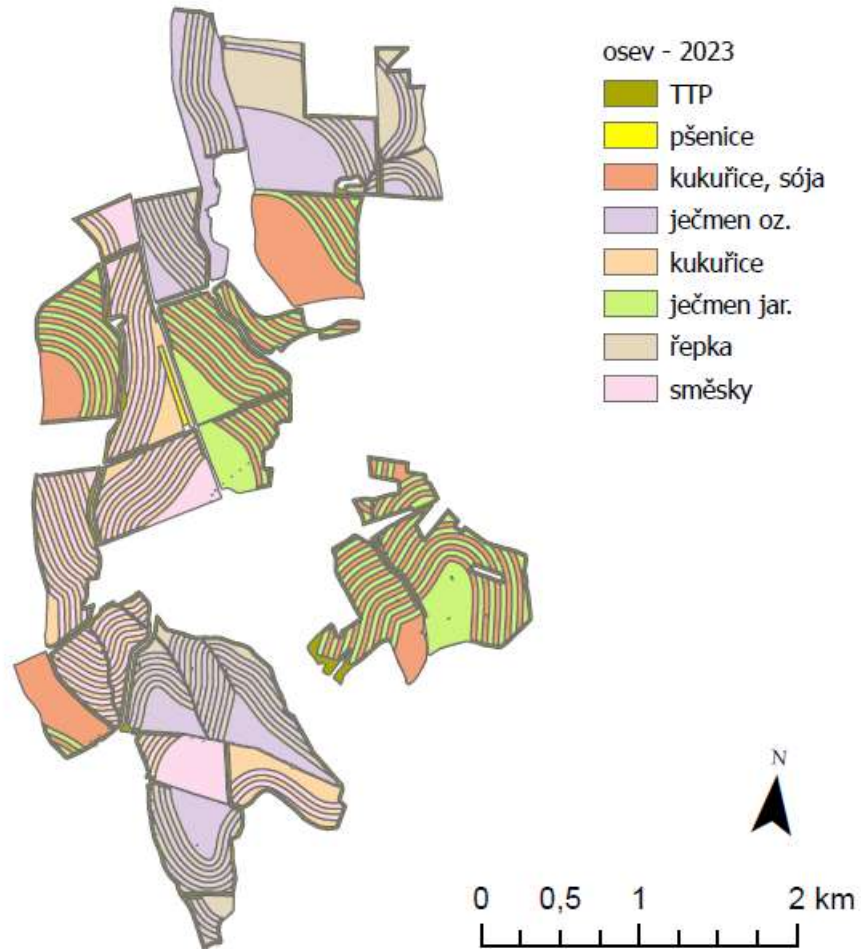 osev - 2023
TTP
pšenice
kukuřice, sója
ječmen oz.
kukuřice
ječmen jar.
řepka
směsky
N
0 0,5 1 2 km